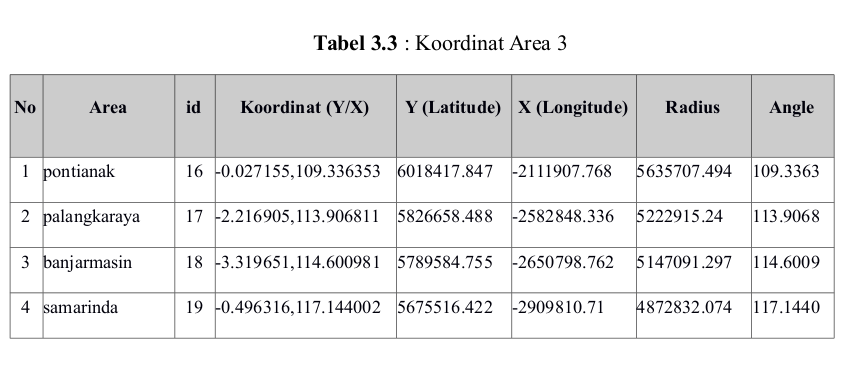 Tabel 3.3 : Koordinat Area 3
No Area id Koordinat (Y/X) Y (Latitude) X (Longitude) Radius Angle
1 pontianak 16 -0.027155,109.336353 6018417.847 -2111907.768 5635707.494 109.3363
2 palangkaraya 17 -2.216905,113.906811 5826658.488 -2582848.336 5222915.24 113.9068
3 banjarmasin 18 -3.319651,114.600981 5789584.755 -2650798.762 5147091.297 114.6009
4 samarinda 19 -0.496316,117.144002 5675516.422 -2909810.71 4872832.074 117.1440